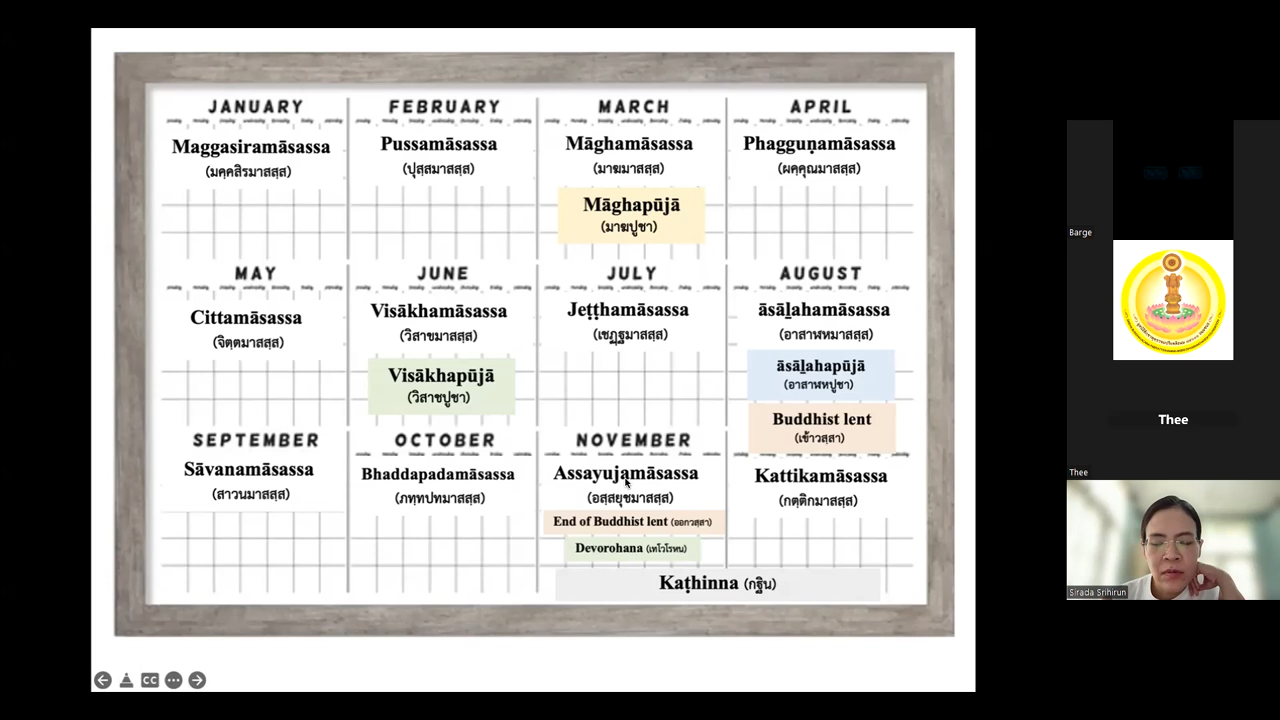 JANUARY
Maggasiramāsassa
(มคฺคสิรมาสสฺส)
FEBRUARY
Pussamāsassa
(ปุสฺสมาสสฺส)
MARCH
Māghamāsassa
(มาฆมาสสฺส)
Māghapūjā
(มาฆปูชา)
APRIL
Phagguṇamāsassa
(ผคฺคุณมาสสฺส)
MAY
Cittamāsassa
(จิตฺตมาสสฺส)
JUNE
Visākhamāsassa
(วิสาขมาสสฺส)
Visākhapūjā
(วิสาขปูชา)
JULY
Jeṭṭhamāsassa
(เชฏฺฐมาสสฺส)
AUGUST
āsāḻahamāsassa
(อาสาฬหมาสสฺส)
āsāḻahapūjā
(อาสาฬหปูชา)
Buddhist lent
(เข้าวสฺสา)
SEPTEMBER
Sāvanamāsassa
(สาวนมาสสฺส)
OCTOBER
Bhaddapadamāsassa
(ภทฺทปทมาสสฺส)
NOVEMBER
Assayujamāsassa
(อสฺสยุชมาสสฺส)
End of Buddhist lent (ออกวสฺสา)
Devorohana (เทโวโรหน)
Kattikamāsassa
(กตฺติกมาสสฺส)
Kaṭhinna (กฐิน)
CC
Barge
Thee
Thee
Sirada Srihirun